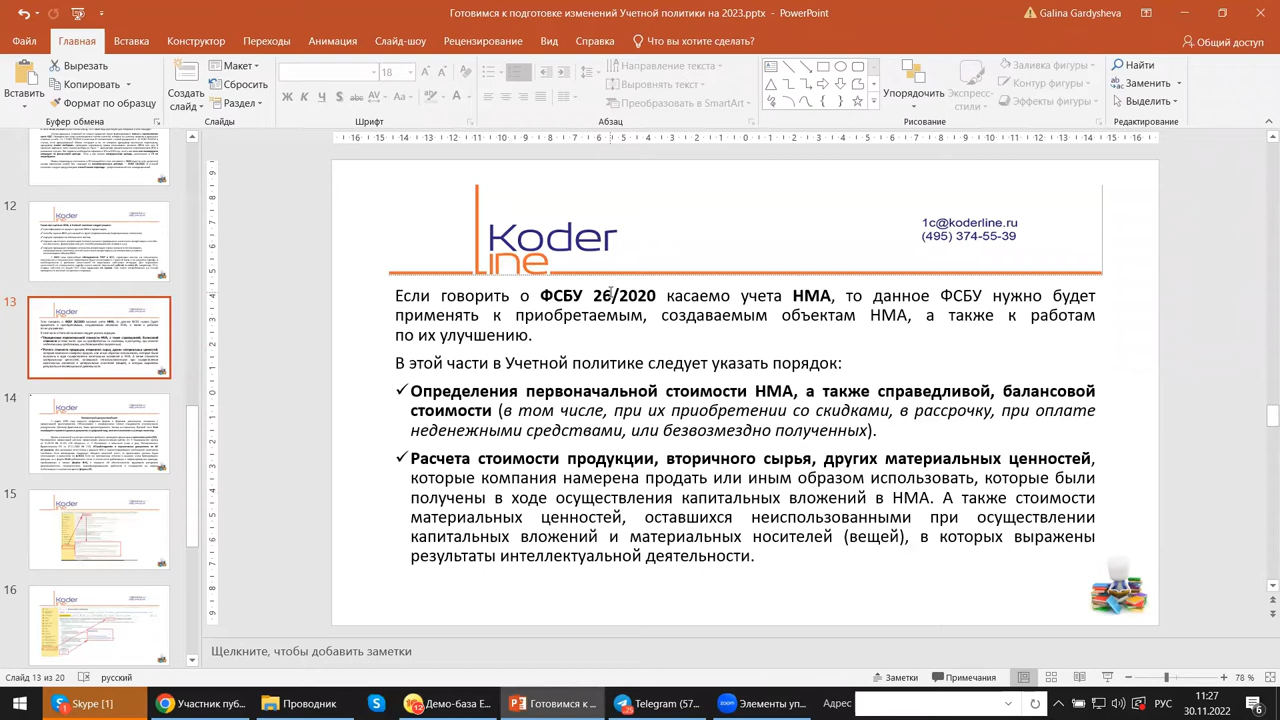 Готовимся к подписанию учетной политики на 2023.pptx - PowerPoint
Galina Gardysheva
Файл Главная Вставка Конструктор Переходы Анимация Слайд-шоу Рецензирование Вид Справка Что вы хотите сделать? Общий доступ
Вставить
Вырезать
Копировать
Формат по образцу
Буфер обмена
Создать слайд
Макет
Сбросить
Раздел
Слайды
18
Ж К Ч S abc AV Aa А
Шрифт
Направление текста
Выровнять текст
Преобразовать в SmartArt
Абзац
Упорядочить
Экспресс-стили
Заливка фигуры
Контур фигуры
Эффекты фигуры
Рисование
Найти
Заменить
Выделить
Редактирование
12
13
14
15
16
Koder
line
1c@koderline.ru
(495) 374-55-39
Если говорить о ФСБУ 26/2020 касаемо учета НМА, то данное ФСБУ нужно будет
применять к приобретаемым, создаваемым объектам НМА, а также к работам
по их улучшению.
В этой части в Учетной политике следует указать порядок:
✓Определения первоначальной стоимости НМА, а также справедливой, балансовой
стоимости (в том числе, при их приобретении со скидками, в рассрочку, при оплате
неденежными средствами, или безвозмездно полученных).
✓Расчета стоимости продукции, вторичного сырья, других материальных ценностей,
которые компания намерена продать или иным образом использовать, которые были
получены в ходе осуществления капитальных вложений в НМА. А также стоимости
материальных ценностей, оставшихся неиспользованными при осуществлении
капитальных вложений и материальных носителей (вещей), в которых выражены
результаты интеллектуальной деятельности.
Щелкните, чтобы добавить заметки
Слайд 13 из 20 русский Заметки Примечания 78 %
Skype [1] Участник пуб... Проводник Демо-база Е... Готовимся к ... Telegram (57... Элементы уп... Адрес РУС
11:27
30.11.2022